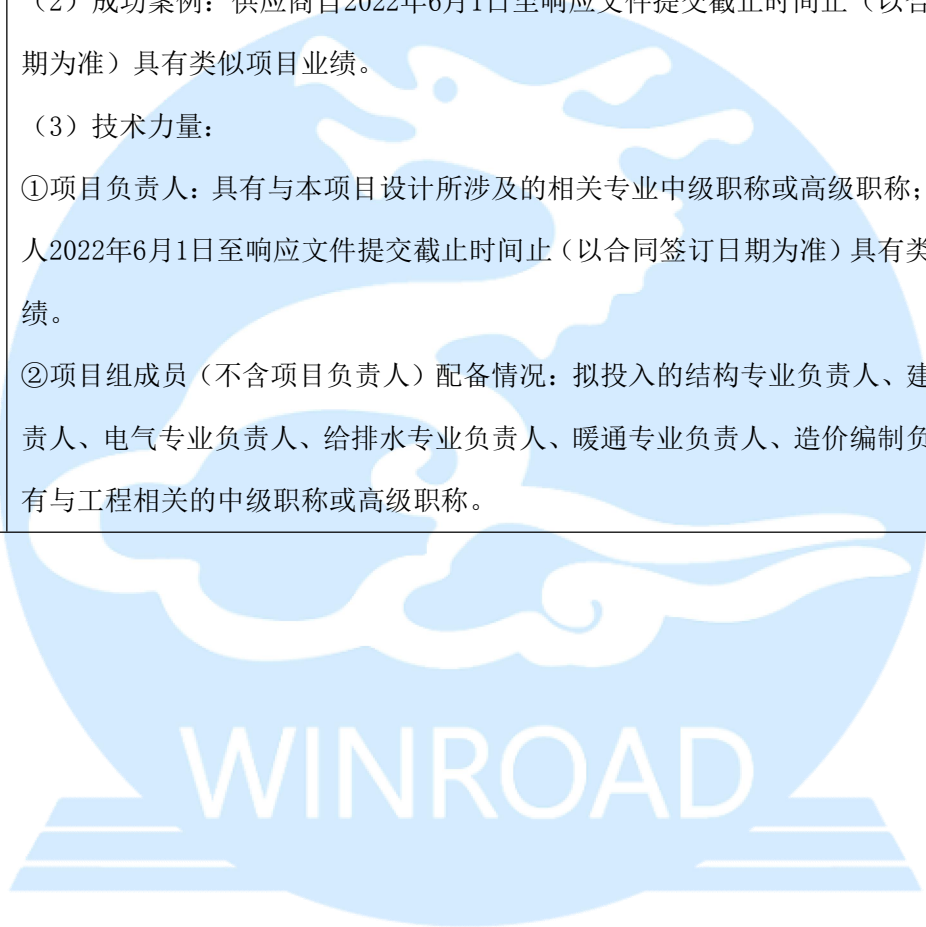 （2）成功案例：供应商自2022年6月1日至响应文件提交截止时间止（以合
期为准）具有类似项目业绩。
（3）技术力量：
①项目负责人：具有与本项目设计所涉及的相关专业中级职称或高级职称；
人2022年6月1日至响应文件提交截止时间止（以合同签订日期为准）具有类
绩。
②项目组成员（不含项目负责人）配备情况：拟投入的结构专业负责人、建
责人、电气专业负责人、给排水专业负责人、暖通专业负责人、造价编制负
有与工程相关的中级职称或高级职称。
WINROAD